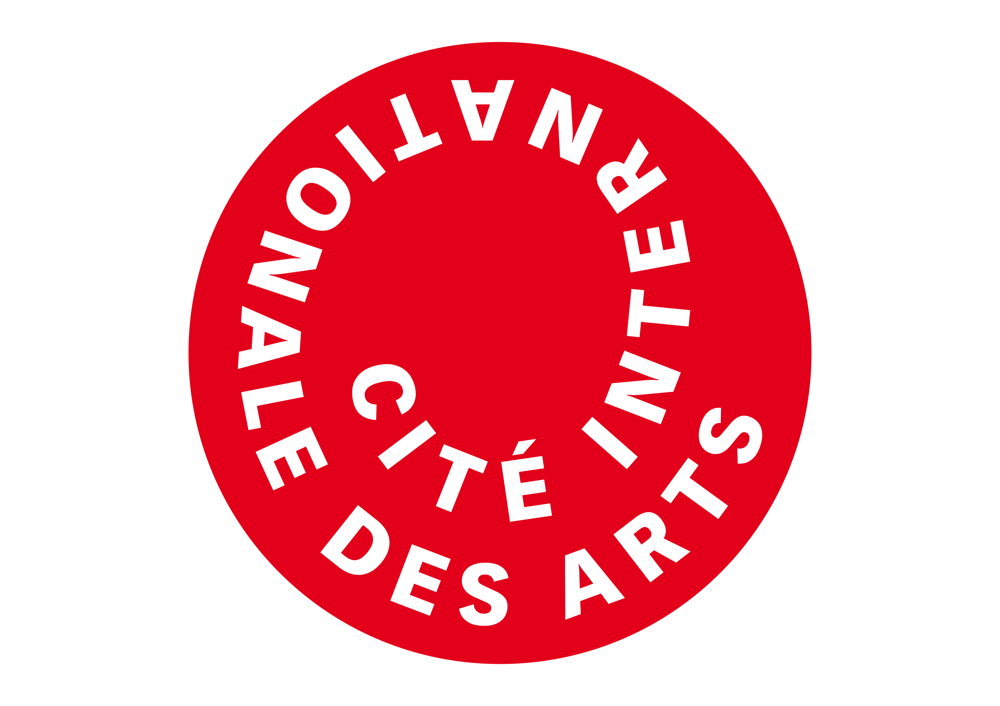 CITÉ INTERNATIONALE DES ARTS